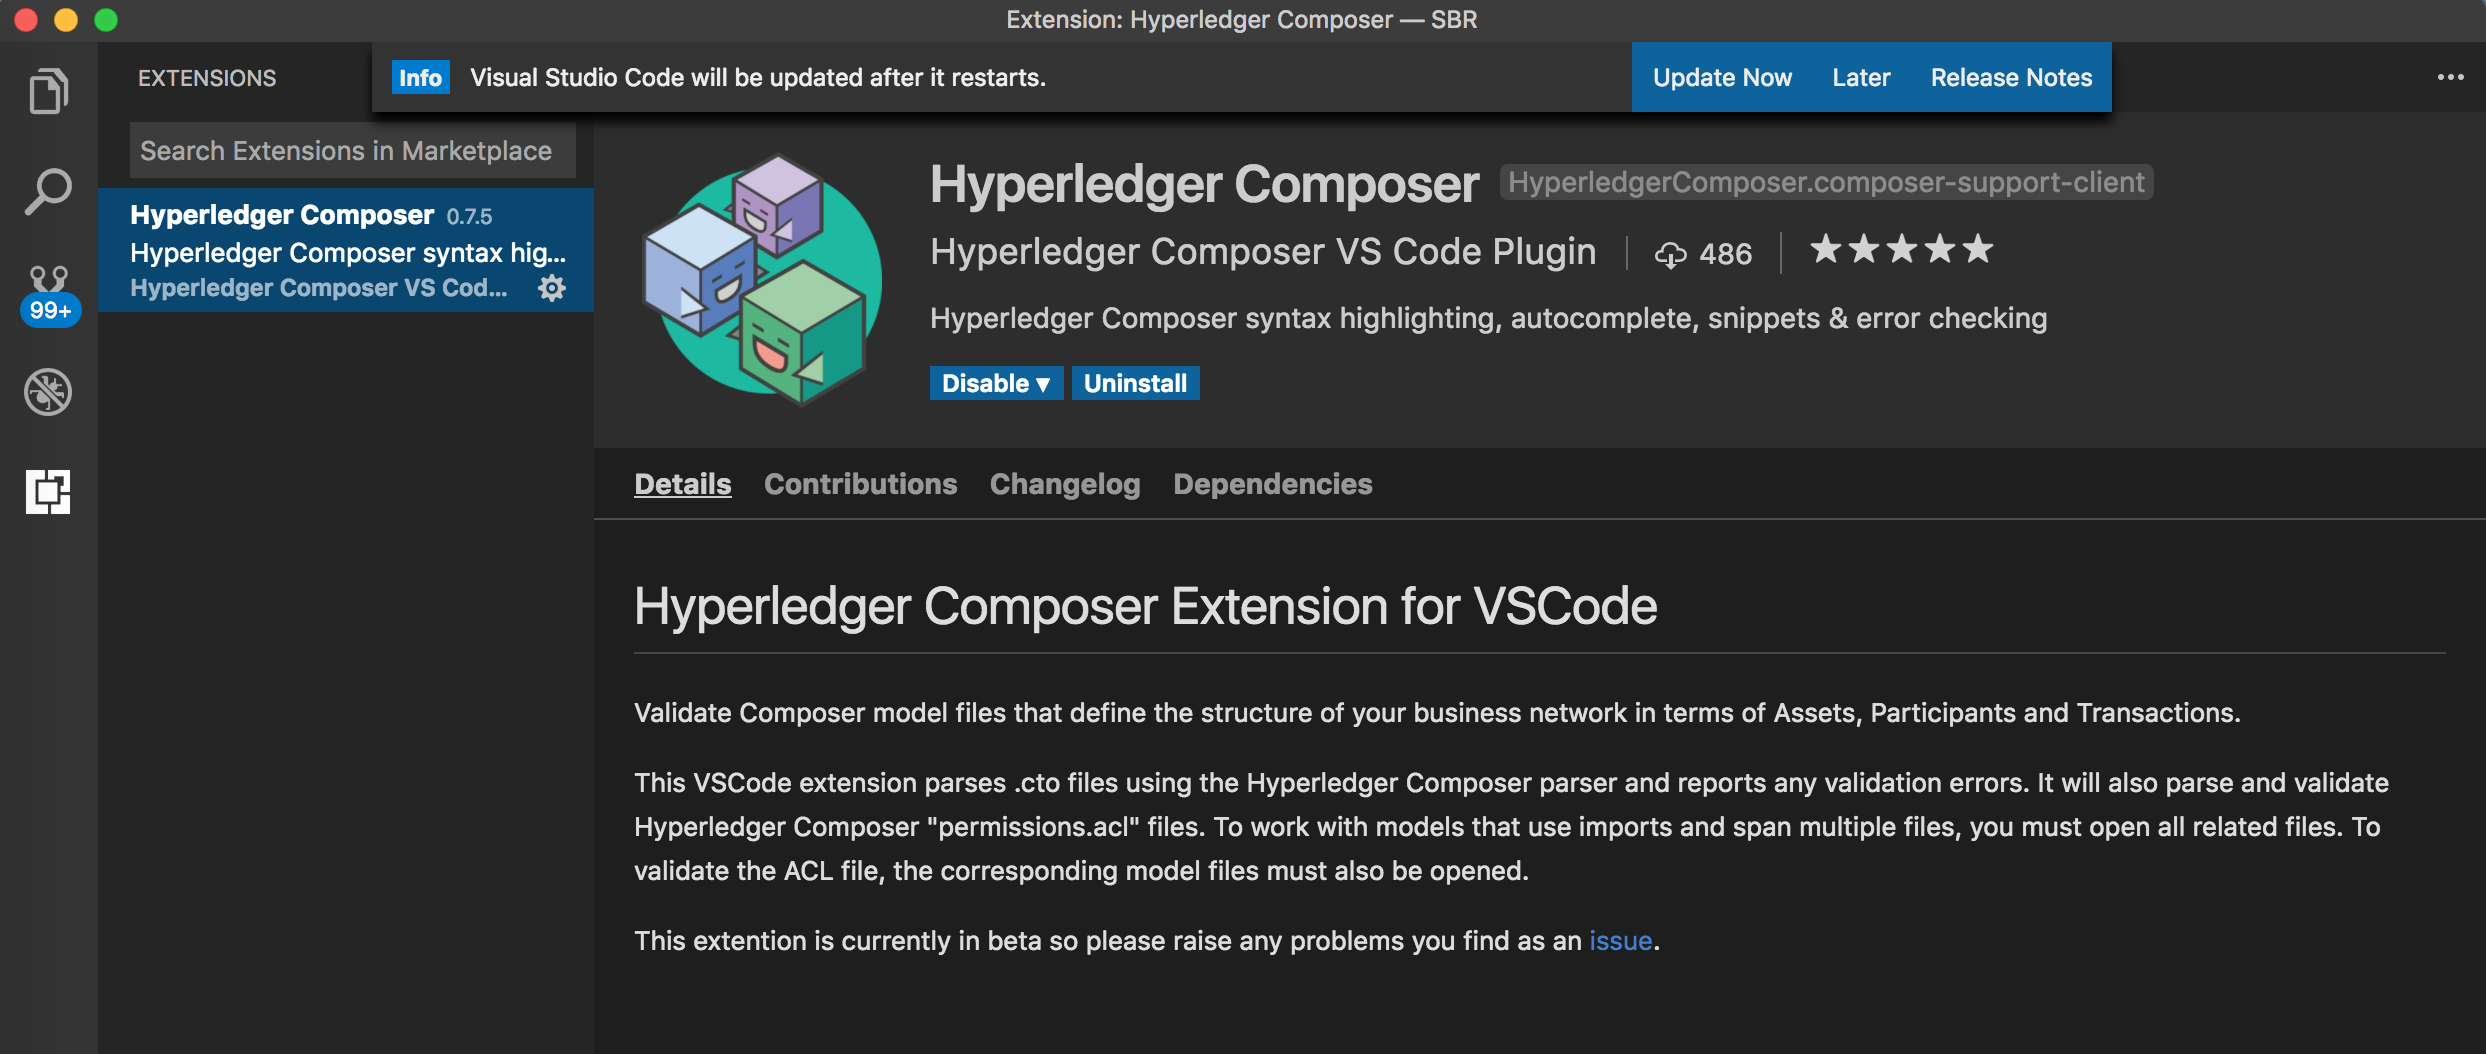 Extension: Hyperledger Composer — SBR
EXTENSIONS
Info Visual Studio Code will be updated after it restarts.
Update Now Later Release Notes
Search Extensions in Marketplace
Hyperledger Composer 0.7.5
Hyperledger Composer syntax hig...
Hyperledger Composer VS Cod...
99+
Hyperledger Composer HyperledgerComposer.composer-support-client
Hyperledger Composer VS Code Plugin 486 ★★★★★
Hyperledger Composer syntax highlighting, autocomplete, snippets & error checking
Disable ▾ Uninstall
Details Contributions Changelog Dependencies
Hyperledger Composer Extension for VSCode
Validate Composer model files that define the structure of your business network in terms of Assets, Participants and Transactions.
This VSCode extension parses .cto files using the Hyperledger Composer parser and reports any validation errors. It will also parse and validate
Hyperledger Composer "permissions.acl" files. To work with models that use imports and span multiple files, you must open all related files. To
validate the ACL file, the corresponding model files must also be opened.
This extention is currently in beta so please raise any problems you find as an issue.